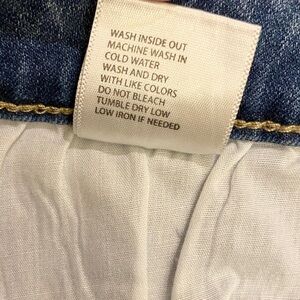 WASH INSIDE OUT
MACHINE WASH IN
COLD WATER
WASH AND DRY
WITH LIKE COLORS
DO NOT BLEACH
TUMBLE DRY LOW
LOW IRON IF NEEDED